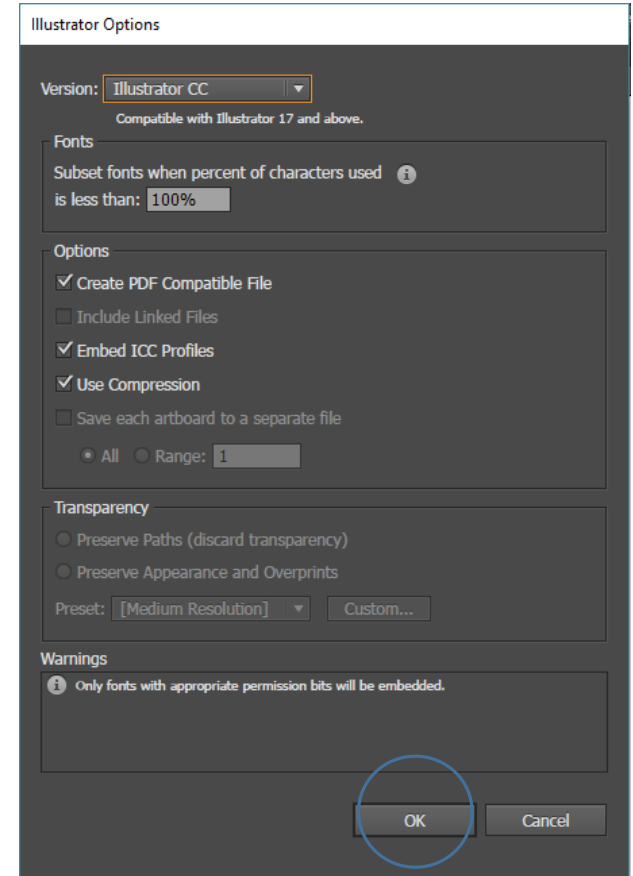 Illustrator Options
Version: Illustrator CC
Compatible with Illustrator 17 and above.
Fonts
Subset fonts when percent of characters used
is less than: 100%
Options
Create PDF Compatible File
Include Linked Files
Embed ICC Profiles
Use Compression
Save each artboard to a separate file
All Range: 1
Transparency
Preserve Paths (discard transparency)
Preserve Appearance and Overprints
Preset: [Medium Resolution] Custom...
Warnings
Only fonts with appropriate permission bits will be embedded.
OK Cancel